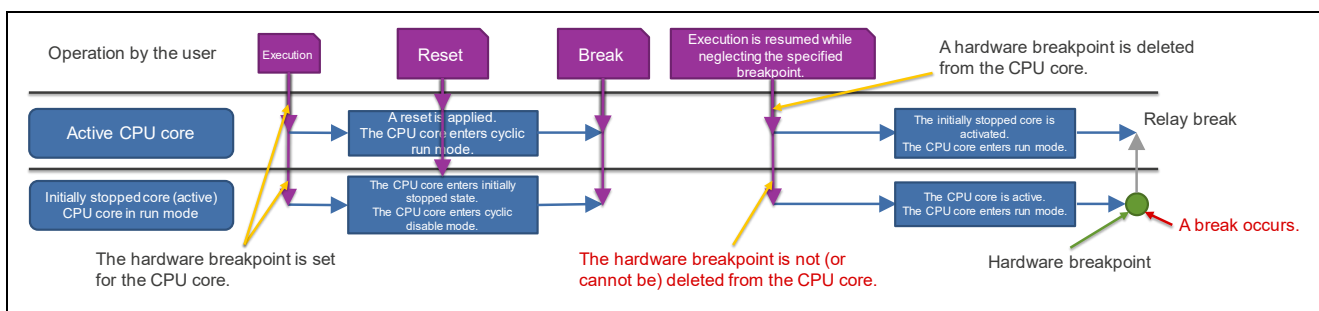 Operation by the user
Execution
Reset
Break
Execution is resumed while
neglecting the specified
breakpoint.
A hardware breakpoint is deleted
from the CPU core.
Active CPU core
A reset is applied.
The CPU core enters cyclic
run mode.
The initially stopped core is
activated.
The CPU core enters run mode.
Relay break
Initially stopped core (active)
CPU core in run mode
The CPU core enters initially
stopped state.
The CPU core enters cyclic
disable mode.
The CPU core is active.
The CPU core enters run mode.
A break occurs.
The hardware breakpoint is set
for the CPU core.
The hardware breakpoint is not (or
cannot be) deleted from the CPU core.
Hardware breakpoint